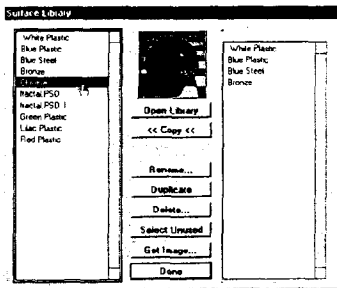 Surface Library
White Plastic
Blue Plastic
Blue Steel
Bronze
fractal.PSD
fractal.PSD 1
Green Plastic
Lilac Plastic
Red Plastic
Open Library
<< Copy <<
Rename...
Duplicate
Delete...
Select Unused
Get Image...
Done
White Plastic
Blue Plastic
Blue Steel
Bronze